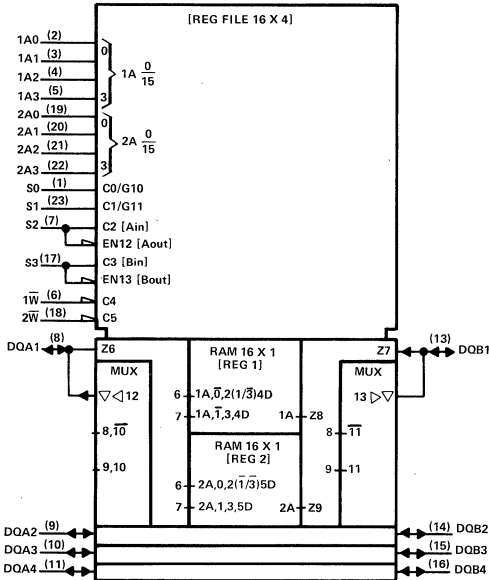 [REG FILE 16 X 4]
1A0 (2)
1A1 (3)
1A2 (4)
1A3 (5)
0
3
1A 0/15
2A0 (19)
2A1 (20)
2A2 (21)
2A3 (22)
0
3
2A 0/15
S0 (1) C0/G10
S1 (23) C1/G11
S2 (7) C2 [Ain]
EN12 [Aout]
S3 (17) C3 [Bin]
EN13 [Bout]
1W̅ (6) C4
2W̅ (18) C5
DQA1 (8) Z6
Z7 (13) DQB1
MUX
▽◁ 12
8,1̅0̅
9,10
RAM 16 X 1
[REG 1]
6 1A,0̅,2(1/3̅)4D
7 1A,1̅,3,4D
1A Z8
RAM 16 X 1
[REG 2]
6 2A,0,2(1̅/3̅)5D
7 2A,1,3,5D
2A Z9
MUX
13 ▷▽
8 1̅1̅
9 11
DQA2 (9)
(14) DQB2
DQA3 (10)
(15) DQB3
DQA4 (11)
(16) DQB4